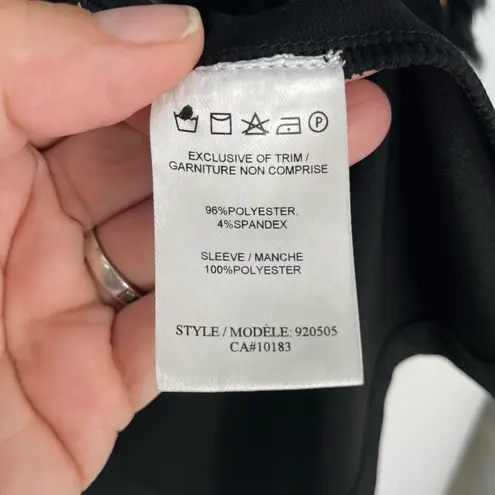 P
EXCLUSIVE OF TRIM /
GARNITURE NON COMPRISE
96%POLYESTER,
4%SPANDEX
SLEEVE / MANCHE
100%POLYESTER
STYLE / MODÈLE: 920505
CA#10183